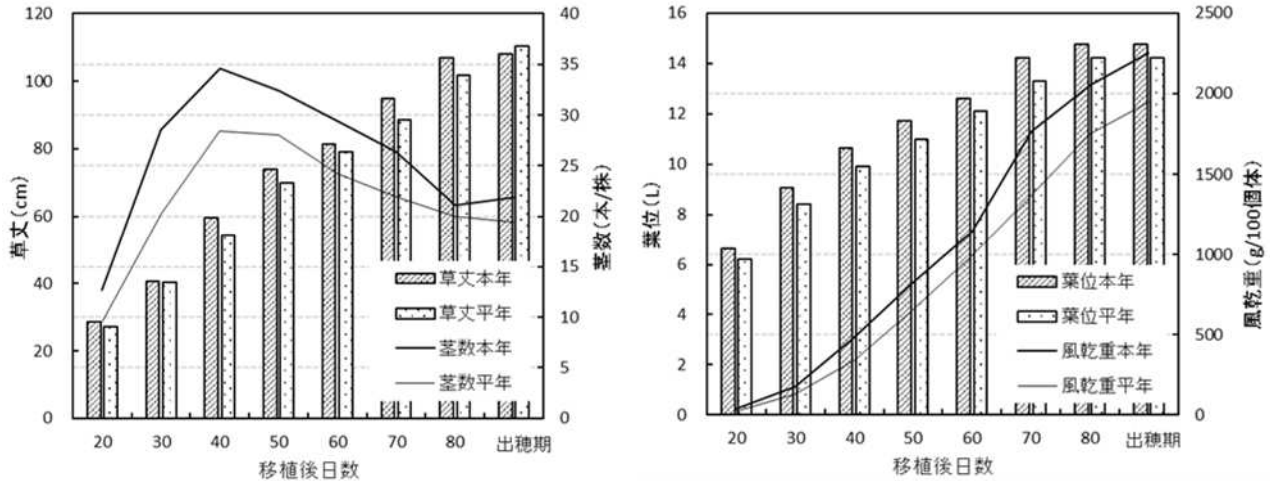 120
100
80
60
40
20
0
草丈(cm)
40
35
30
25
20
15
10
5
0
茎数(本/株)
草丈本年
草丈平年
茎数本年
茎数平年
20 30 40 50 60 70 80 出穂期
移植後日数
16
14
12
10
8
6
4
2
0
葉位(L)
2500
2000
1500
1000
500
0
風乾重(g/100個体)
葉位本年
葉位平年
風乾重本年
風乾重平年
20 30 40 50 60 70 80 出穂期
移植後日数